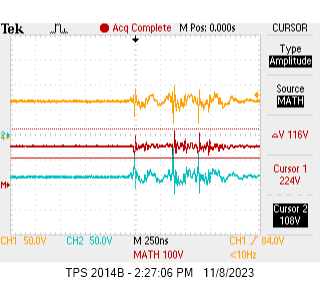 Tek Acq Complete M Pos: 0.000s CURSOR
Type
Amplitude
Source
MATH
△V 116V
Cursor 1
224V
Cursor 2
108V
2
M
CH1 50.0V CH2 50.0V M 250ns CH1 / 84.0V
MATH 100V <10Hz
TPS 2014B - 2:27:06 PM 11/8/2023